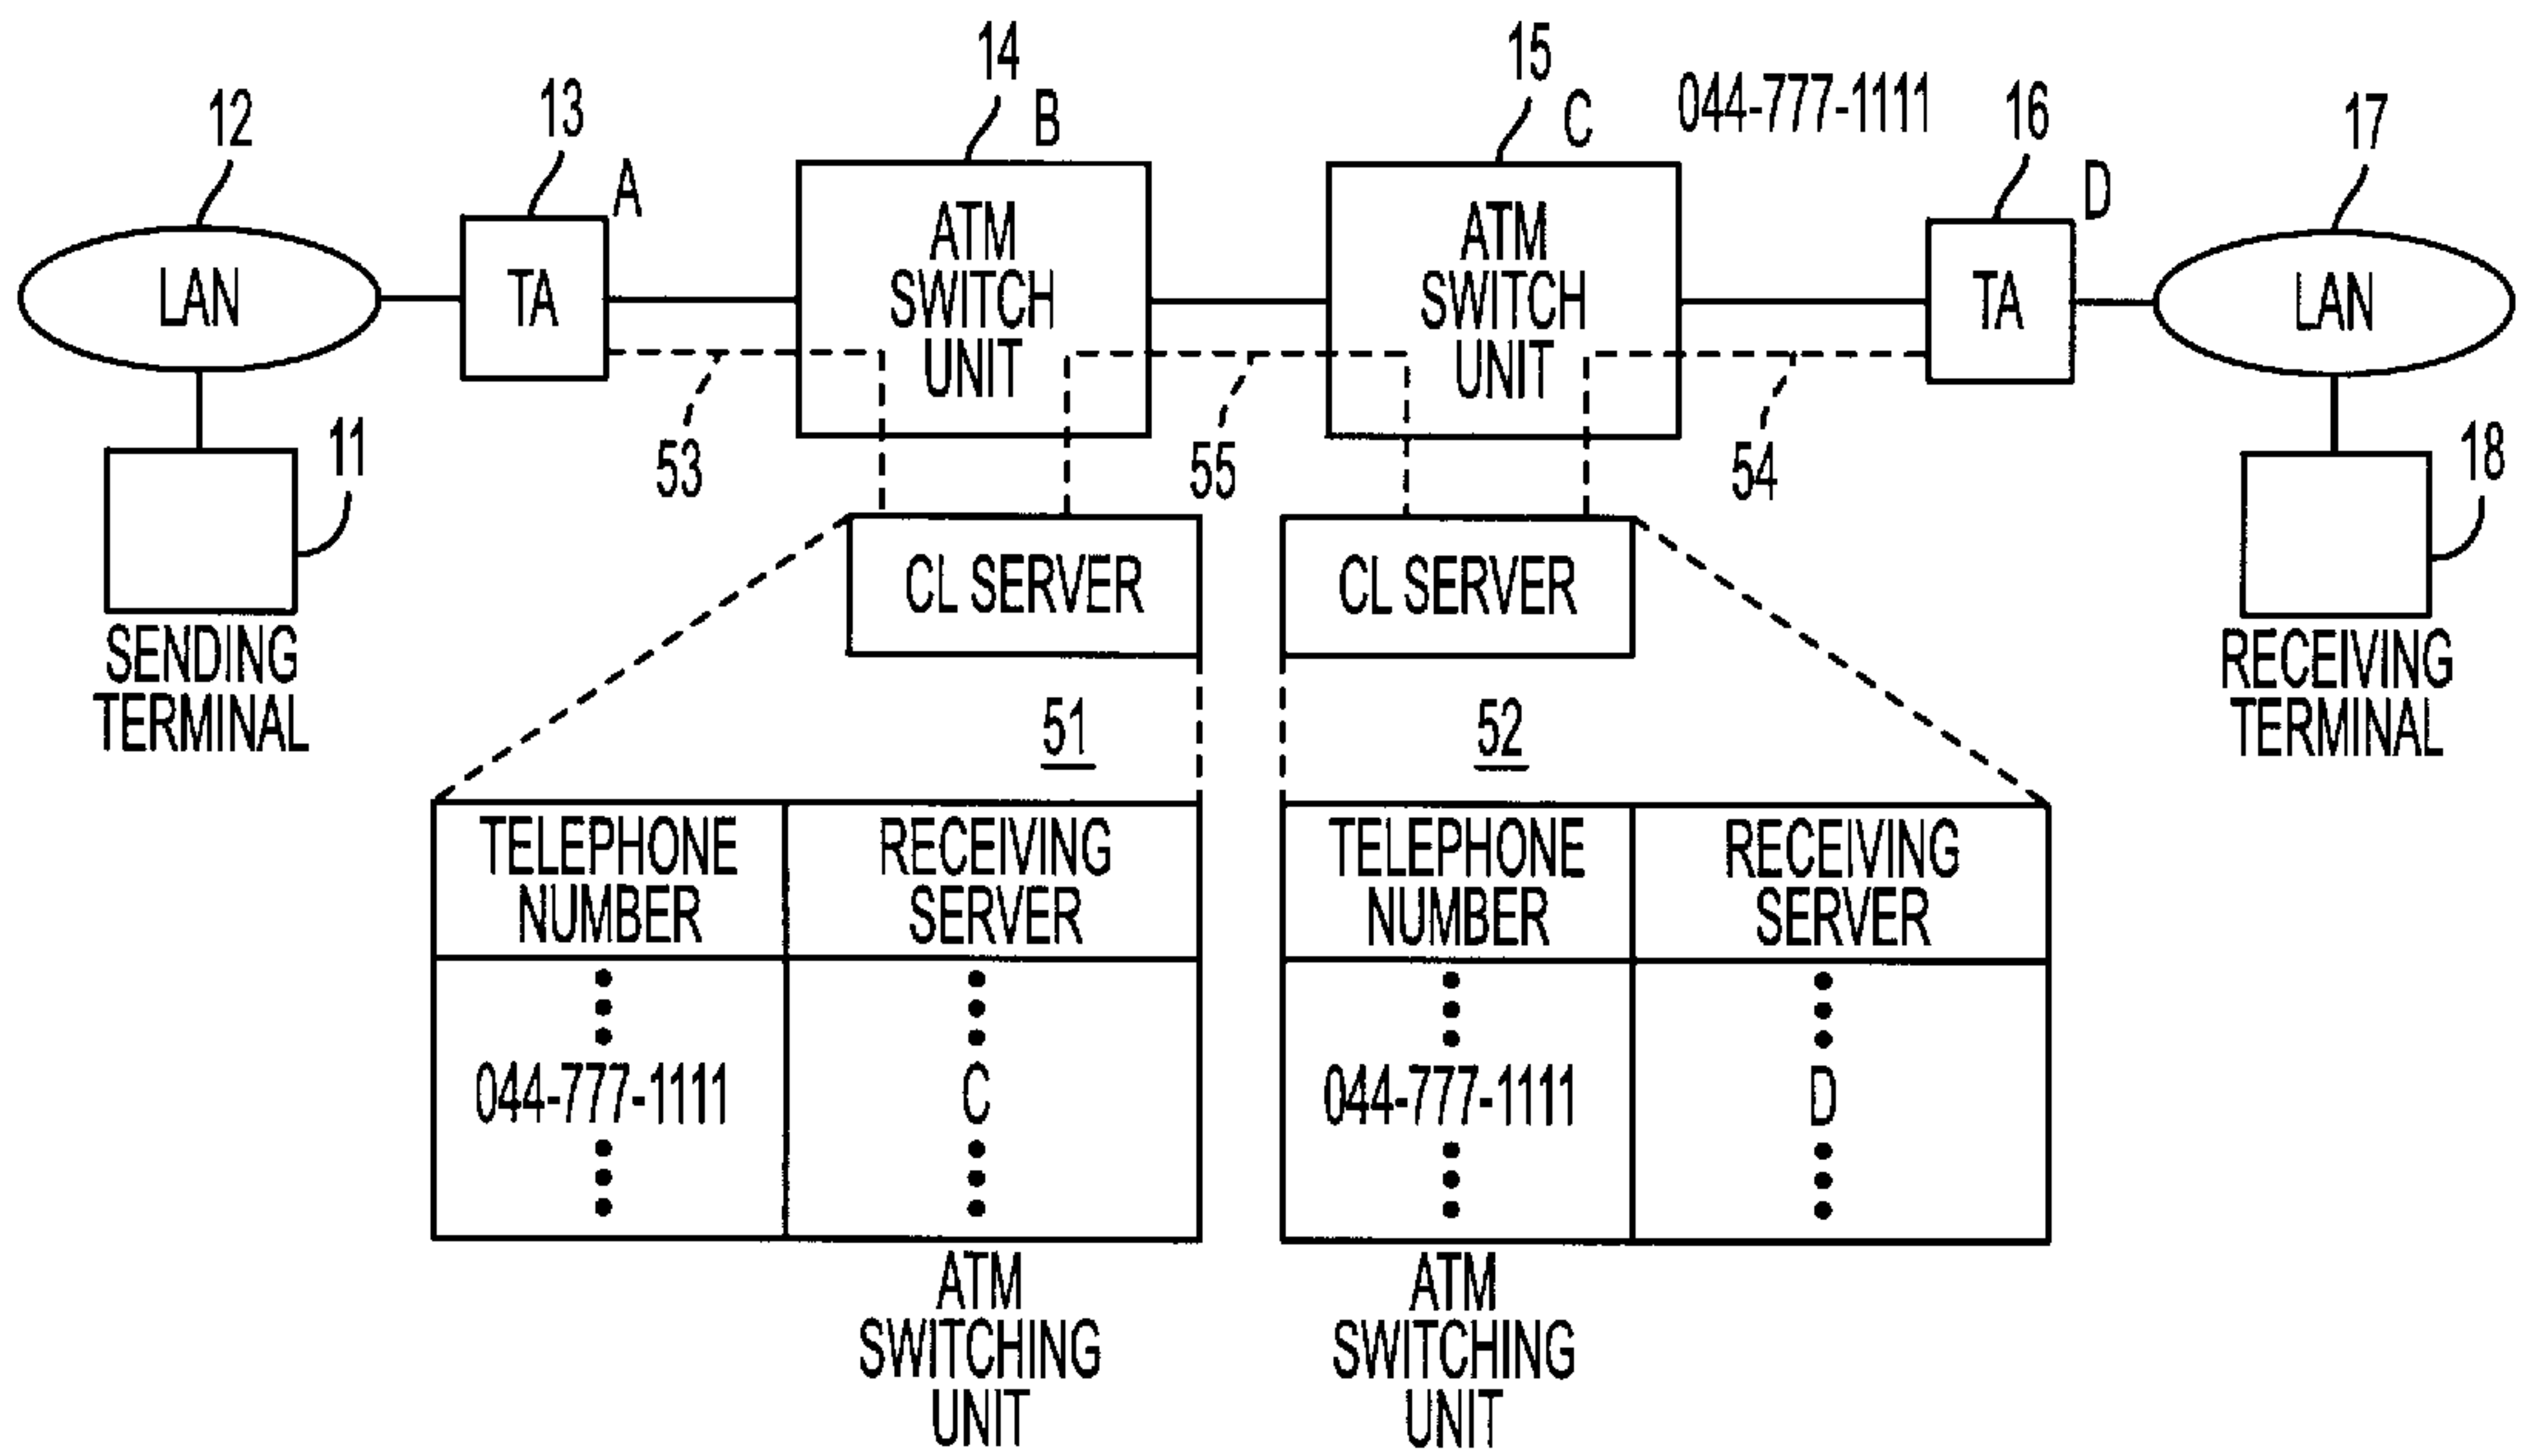 14
15
12
13
B
C
044-777-1111
16
17
A
D
LAN
TA
ATM
SWITCH
UNIT
ATM
SWITCH
UNIT
TA
LAN
53
55
54
11
18
CL SERVER
CL SERVER
SENDING
TERMINAL
RECEIVING
TERMINAL
51
52
TELEPHONE
NUMBER
RECEIVING
SERVER
TELEPHONE
NUMBER
RECEIVING
SERVER
044-777-1111
C
044-777-1111
D
ATM
SWITCHING
UNIT
ATM
SWITCHING
UNIT